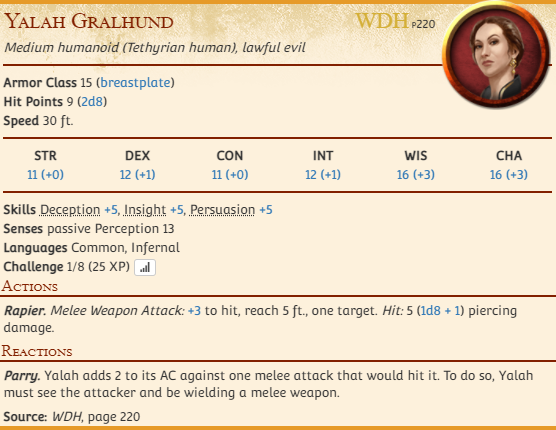 Yalah Gralhund
WDH P220
Medium humanoid (Tethyrian human), lawful evil
Armor Class 15 (breastplate)
Hit Points 9 (2d8)
Speed 30 ft.
STR DEX CON INT WIS CHA
11 (+0) 12 (+1) 11 (+0) 12 (+1) 16 (+3) 16 (+3)
Skills Deception +5, Insight +5, Persuasion +5
Senses passive Perception 13
Languages Common, Infernal
Challenge 1/8 (25 XP)
Actions
Rapier. Melee Weapon Attack: +3 to hit, reach 5 ft., one target. Hit: 5 (1d8 + 1) piercing
damage.
Reactions
Parry. Yalah adds 2 to its AC against one melee attack that would hit it. To do so, Yalah
must see the attacker and be wielding a melee weapon.
Source: WDH, page 220